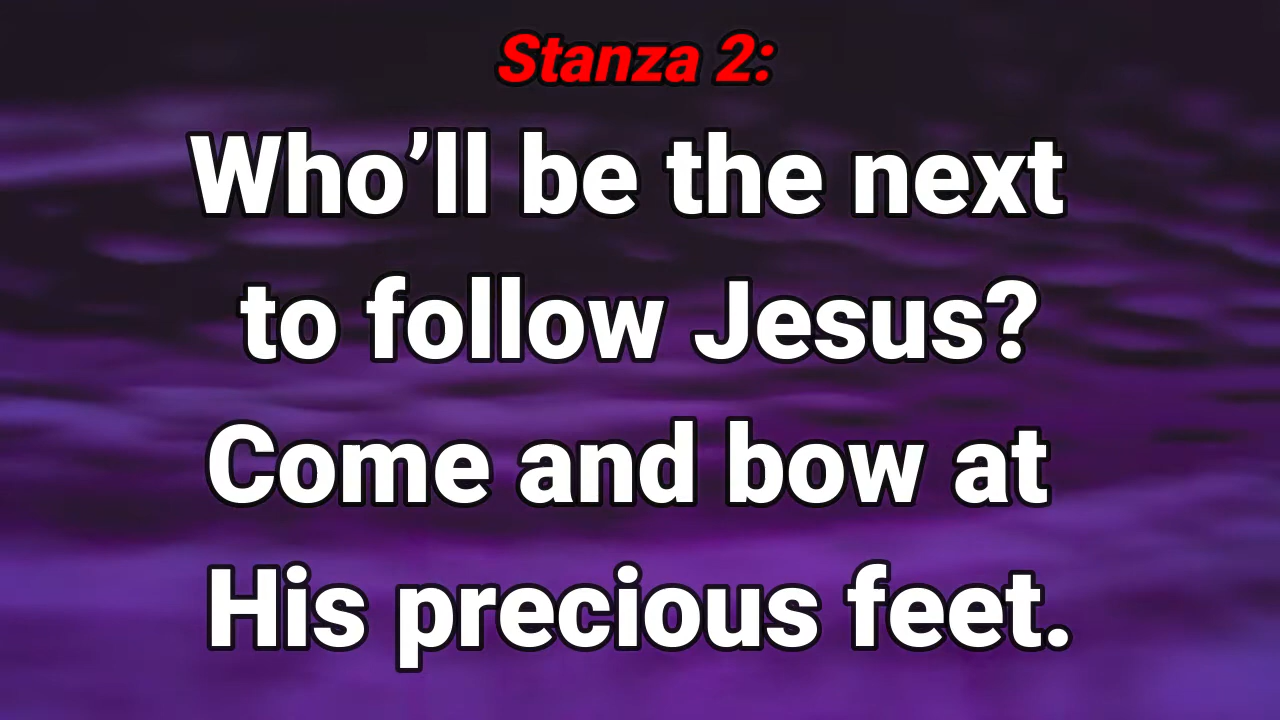 Stanza 2:
Who’ll be the next
to follow Jesus?
Come and bow at
His precious feet.